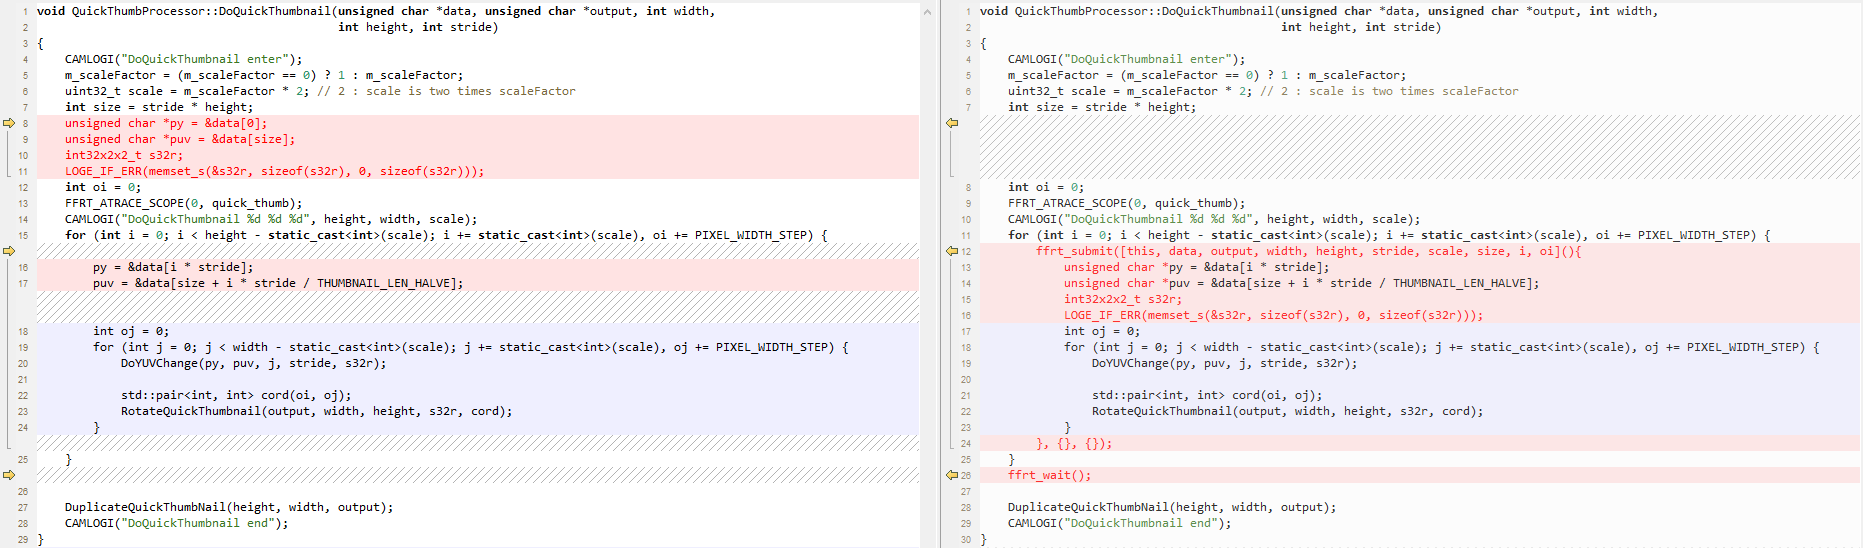 1 void QuickThumbProcessor::DoQuickThumbnail(unsigned char *data, unsigned char *output, int width,
2 int height, int stride)
3 {
4 CAMLOGI("DoQuickThumbnail enter");
5 m_scaleFactor = (m_scaleFactor == 0) ? 1 : m_scaleFactor;
6 uint32_t scale = m_scaleFactor * 2; // 2 : scale is two times scaleFactor
7 int size = stride * height;
8 unsigned char *py = &data[0];
9 unsigned char *puv = &data[size];
10 int32x2x2_t s32r;
11 LOGE_IF_ERR(memset_s(&s32r, sizeof(s32r), 0, sizeof(s32r)));
12 int oi = 0;
13 FFRT_ATRACE_SCOPE(0, quick_thumb);
14 CAMLOGI("DoQuickThumbnail %d %d %d", height, width, scale);
15 for (int i = 0; i < height - static_cast<int>(scale); i += static_cast<int>(scale), oi += PIXEL_WIDTH_STEP) {
16 py = &data[i * stride];
17 puv = &data[size + i * stride / THUMBNAIL_LEN_HALVE];
18 int oj = 0;
19 for (int j = 0; j < width - static_cast<int>(scale); j += static_cast<int>(scale), oj += PIXEL_WIDTH_STEP) {
20 DoYUVChange(py, puv, j, stride, s32r);
21
22 std::pair<int, int> cord(oi, oj);
23 RotateQuickThumbnail(output, width, height, s32r, cord);
24 }
25 }
26
27 DuplicateQuickThumbNail(height, width, output);
28 CAMLOGI("DoQuickThumbnail end");
29 }
1 void QuickThumbProcessor::DoQuickThumbnail(unsigned char *data, unsigned char *output, int width,
2 int height, int stride)
3 {
4 CAMLOGI("DoQuickThumbnail enter");
5 m_scaleFactor = (m_scaleFactor == 0) ? 1 : m_scaleFactor;
6 uint32_t scale = m_scaleFactor * 2; // 2 : scale is two times scaleFactor
7 int size = stride * height;
8 int oi = 0;
9 FFRT_ATRACE_SCOPE(0, quick_thumb);
10 CAMLOGI("DoQuickThumbnail %d %d %d", height, width, scale);
11 for (int i = 0; i < height - static_cast<int>(scale); i += static_cast<int>(scale), oi += PIXEL_WIDTH_STEP) {
12 ffrt_submit([this, data, output, width, height, stride, scale, size, i, oi](){
13 unsigned char *py = &data[i * stride];
14 unsigned char *puv = &data[size + i * stride / THUMBNAIL_LEN_HALVE];
15 int32x2x2_t s32r;
16 LOGE_IF_ERR(memset_s(&s32r, sizeof(s32r), 0, sizeof(s32r)));
17 int oj = 0;
18 for (int j = 0; j < width - static_cast<int>(scale); j += static_cast<int>(scale), oj += PIXEL_WIDTH_STEP) {
19 DoYUVChange(py, puv, j, stride, s32r);
20
21 std::pair<int, int> cord(oi, oj);
22 RotateQuickThumbnail(output, width, height, s32r, cord);
23 }
24 }, {}, {});
25 }
26 ffrt_wait();
27
28 DuplicateQuickThumbNail(height, width, output);
29 CAMLOGI("DoQuickThumbnail end");
30 }